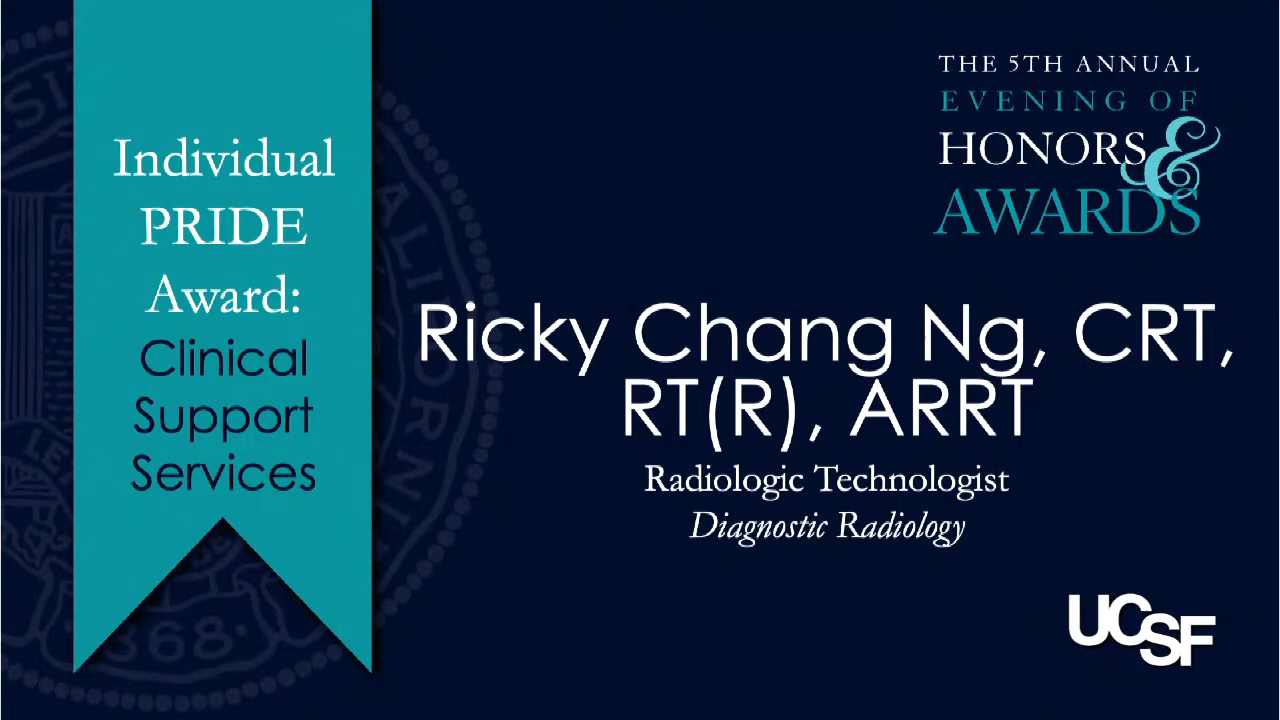 Individual
PRIDE
Award:
Clinical
Support
Services
THE 5TH ANNUAL
EVENING OF
HONORS &
AWARDS
Ricky Chang Ng, CRT,
RT(R), ARRT
Radiologic Technologist
Diagnostic Radiology
UCSF